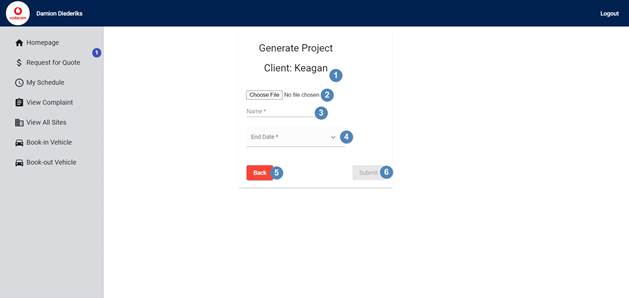 vodacom
Damion Diederiks
Logout
Homepage
1
Request for Quote
My Schedule
View Complaint
View All Sites
Book-in Vehicle
Book-out Vehicle
Generate Project
Client: Keagan
1
Choose File No file chosen 2
Name * 3
End Date * 4
Back 5
Submit 6